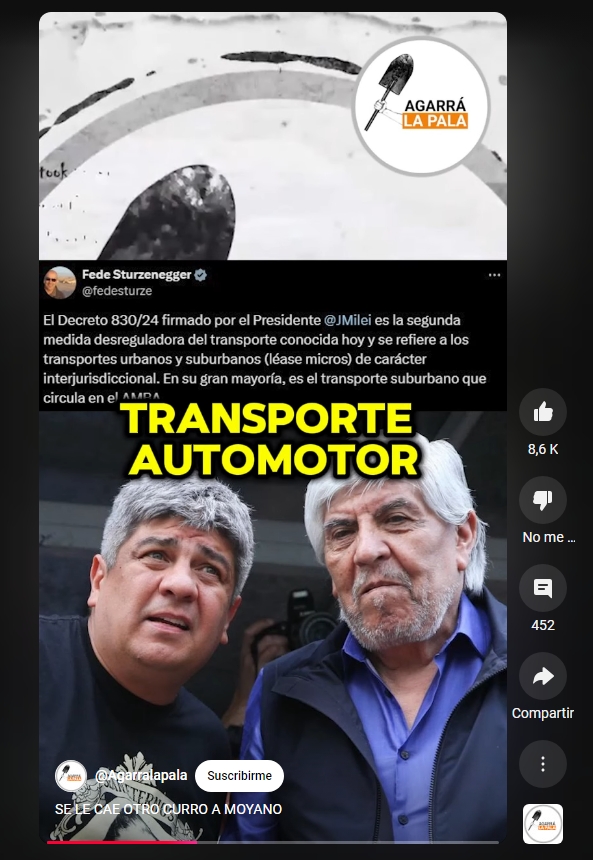 took
AGARRÁ
LA PALA
Fede Sturzenegger
@fedesturze
El Decreto 830/24 firmado por el Presidente @JMilei es la segunda
medida desreguladora del transporte conocida hoy y se refiere a los
transportes urbanos y suburbanos (léase micros) de carácter
interjurisdiccional. En su gran mayoría, es el transporte suburbano que
circula en el AMBA
TRANSPORTE
AUTOMOTOR
8,6 K
No me ...
452
Compartir
@Agarralapala
Suscribirme
SE LE CAE OTRO CURRO A MOYANO